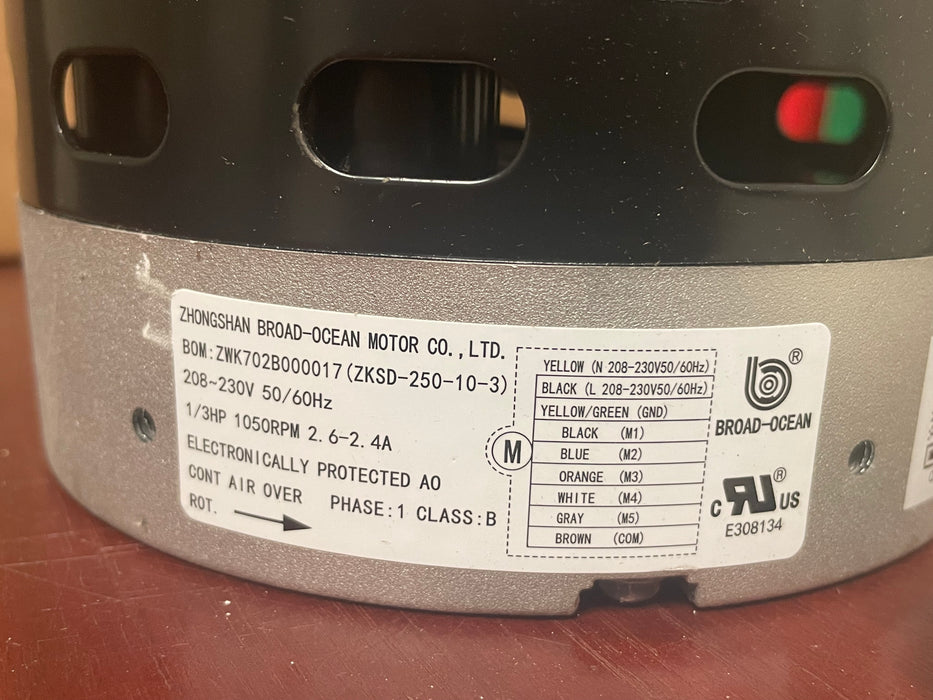 ZHONGSHAN BROAD-OCEAN MOTOR CO.,LTD.
BOM:ZWK702B000017(ZKSD-250-10-3)
208~230V 50/60Hz
1/3HP 1050RPM 2.6-2.4A
ELECTRONICALLY PROTECTED AO
CONT AIR OVER PHASE:1 CLASS:B
ROT.
M
YELLOW (N 208-230V50/60Hz)
BLACK (L 208-230V50/60Hz)
YELLOW/GREEN (GND)
BLACK (M1)
BLUE (M2)
ORANGE (M3)
WHITE (M4)
GRAY (M5)
BROWN (COM)
®
BROAD-OCEAN
C RU US ®
E308134